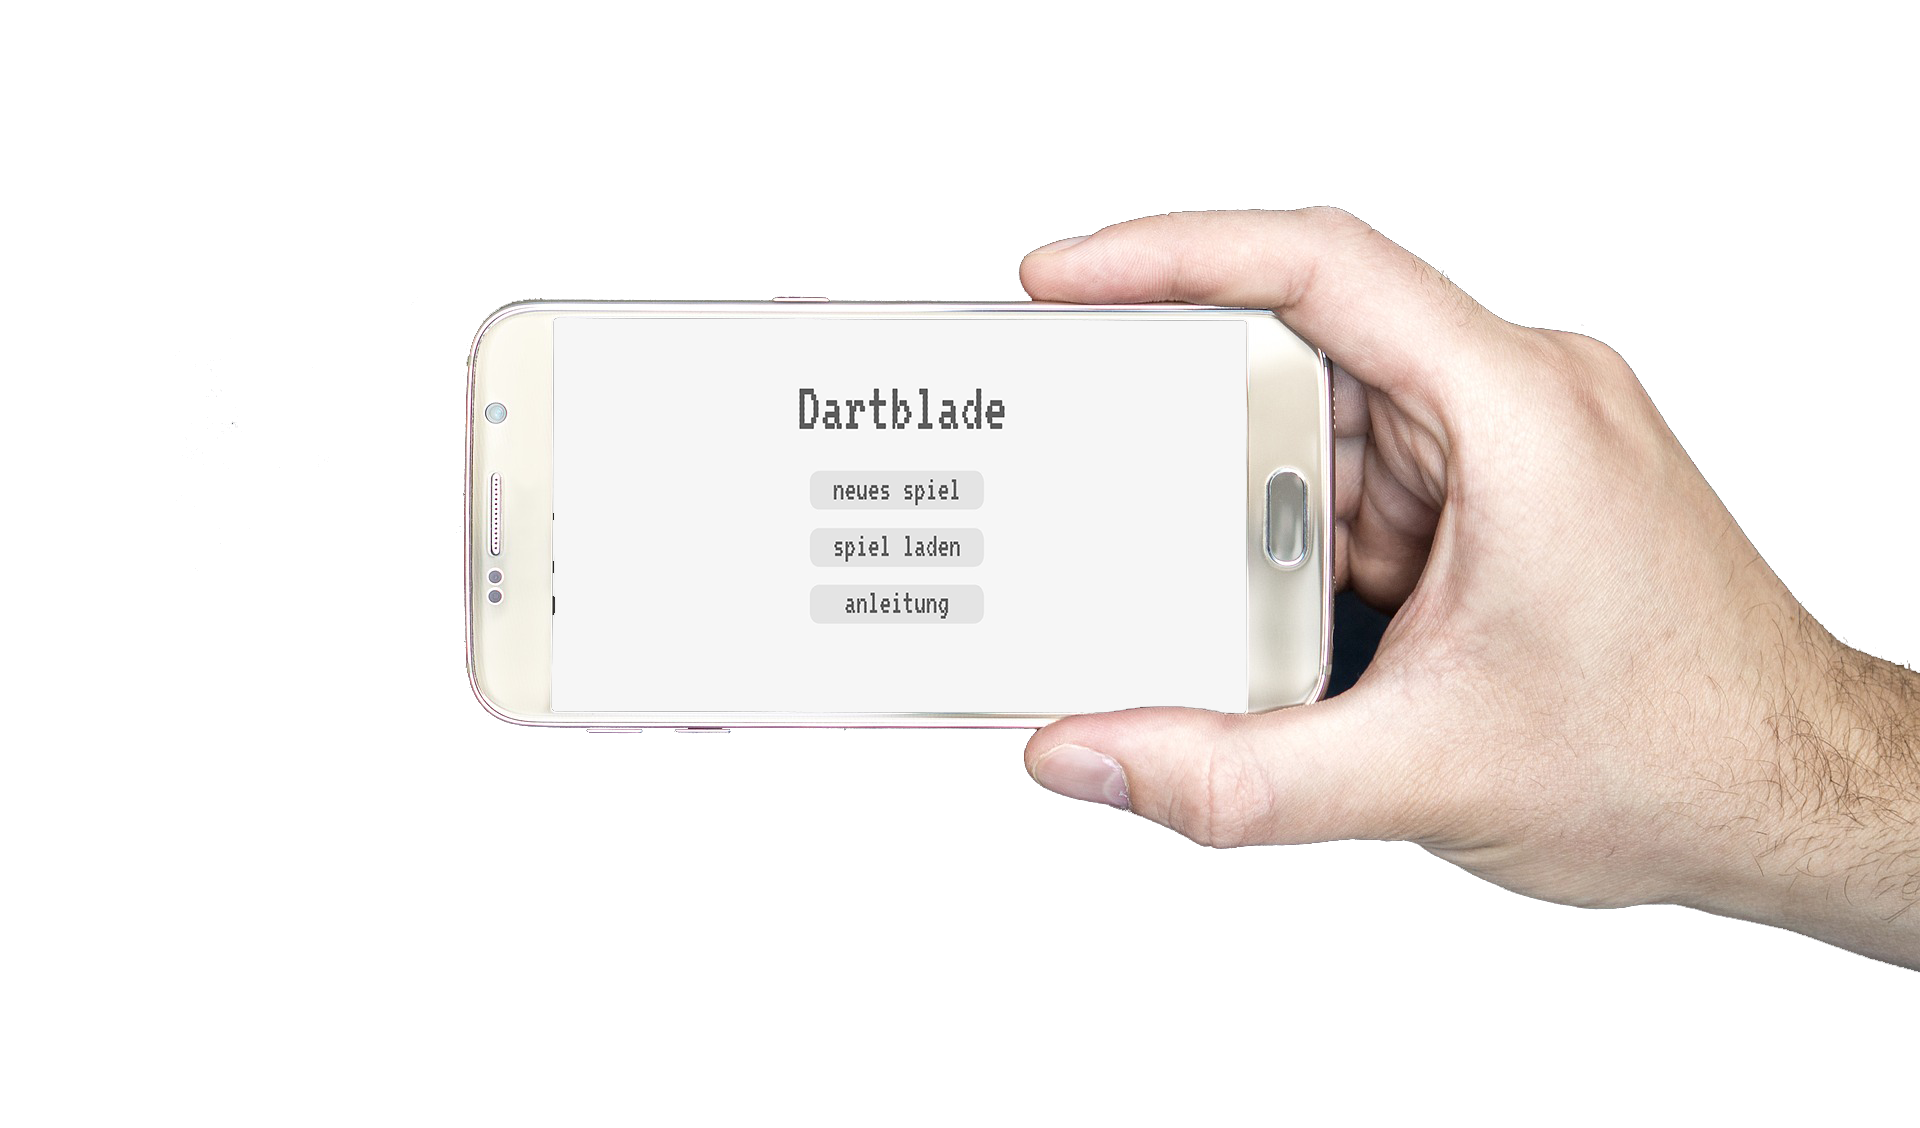 Dartblade
neues spiel
spiel laden
anleitung